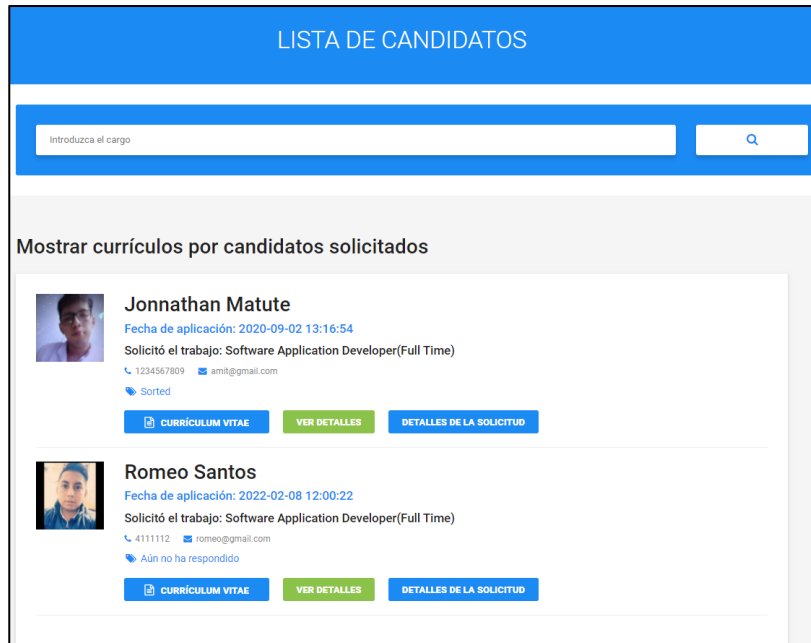 LISTA DE CANDIDATOS
Introduzca el cargo
Mostrar currículos por candidatos solicitados
Jonnathan Matute
Fecha de aplicación: 2020-09-02 13:16:54
Solicitó el trabajo: Software Application Developer(Full Time)
1234567809 amit@gmail.com
Sorted
CURRÍCULUM VITAE VER DETALLES DETALLES DE LA SOLICITUD
Romeo Santos
Fecha de aplicación: 2022-02-08 12:00:22
Solicitó el trabajo: Software Application Developer(Full Time)
4111112 romeo@gmail.com
Aún no ha respondido
CURRÍCULUM VITAE VER DETALLES DETALLES DE LA SOLICITUD